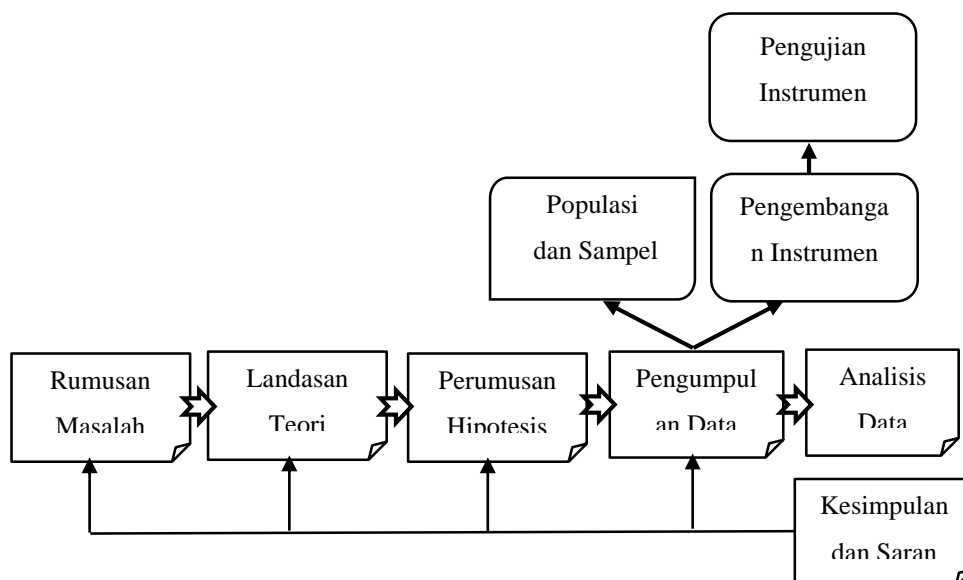 Pengujian
Instrumen
Populasi
dan Sampel
Pengembanga
n Instrumen
Rumusan
Masalah
Landasan
Teori
Perumusan
Hipotesis
Pengumpul
an Data
Analisis
Data
Kesimpulan
dan Saran